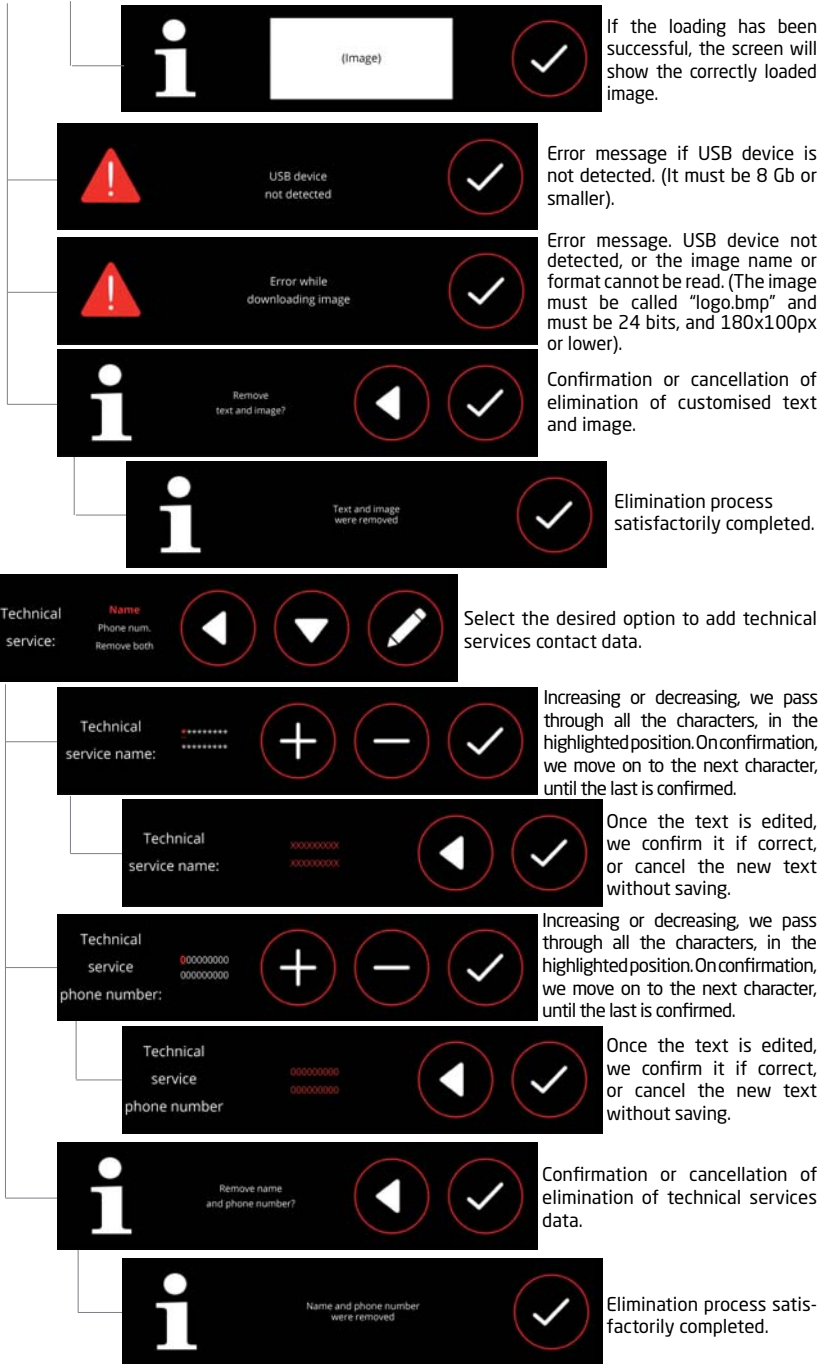 (Image)
If the loading has been
successful, the screen will
show the correctly loaded
image.
USB device
not detected
Error message if USB device is
not detected. (It must be 8 Gb or
smaller).
Error while
downloading image
Error message. USB device not
detected, or the image name or
format cannot be read. (The image
must be called “logo.bmp” and
must be 24 bits, and 180x100px
or lower).
Remove
text and image?
Confirmation or cancellation of
elimination of customised text
and image.
Text and image
were removed
Elimination process
satisfactorily completed.
Technical
service:
Name
Phone num.
Remove both
Select the desired option to add technical
services contact data.
Technical
service name:
*********
*********
Increasing or decreasing, we pass
through all the characters, in the
highlighted position. On confirmation,
we move on to the next character,
until the last is confirmed.
Technical
service name:
XXXXXXXXX
XXXXXXXXX
Once the text is edited,
we confirm it if correct,
or cancel the new text
without saving.
Technical
service
phone number:
000000000
000000000
Increasing or decreasing, we pass
through all the characters, in the
highlighted position. On confirmation,
we move on to the next character,
until the last is confirmed.
Technical
service
phone number
000000000
000000000
Once the text is edited,
we confirm it if correct,
or cancel the new text
without saving.
Remove name
and phone number?
Confirmation or cancellation of
elimination of technical services
data.
Name and phone number
were removed
Elimination process satis-
factorily completed.